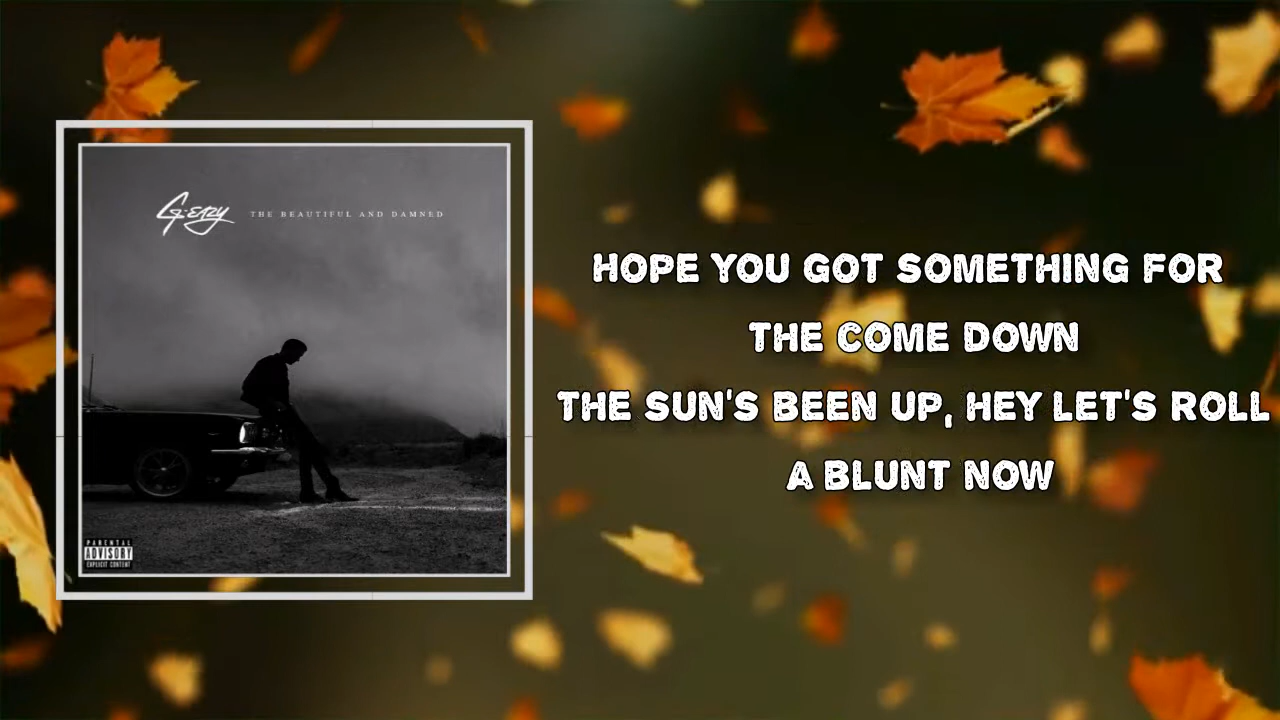 G-Eazy THE BEAUTIFUL AND DAMNED
HOPE YOU GOT SOMETHING FOR
THE COME DOWN
THE SUN'S BEEN UP, HEY LET'S ROLL
A BLUNT NOW
PARENTAL
ADVISORY
EXPLICIT CONTENT